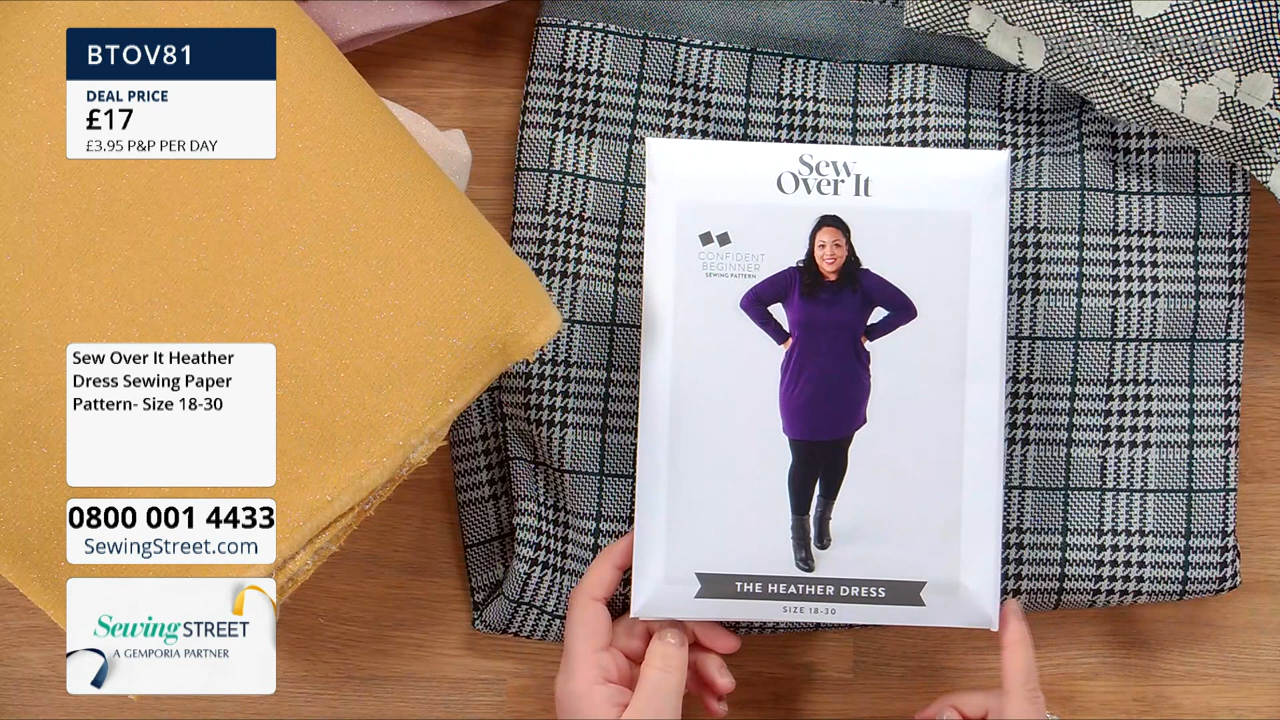 BTOV81
DEAL PRICE
£17
£3.95 P&P PER DAY
Sew Over It Heather
Dress Sewing Paper
Pattern- Size 18-30
0800 001 4433
SewingStreet.com
Sewing STREET
A GEMPORIA PARTNER
Sew
Over It
CONFIDENT
BEGINNER
SEWING PATTERN
THE HEATHER DRESS
SIZE 18-30